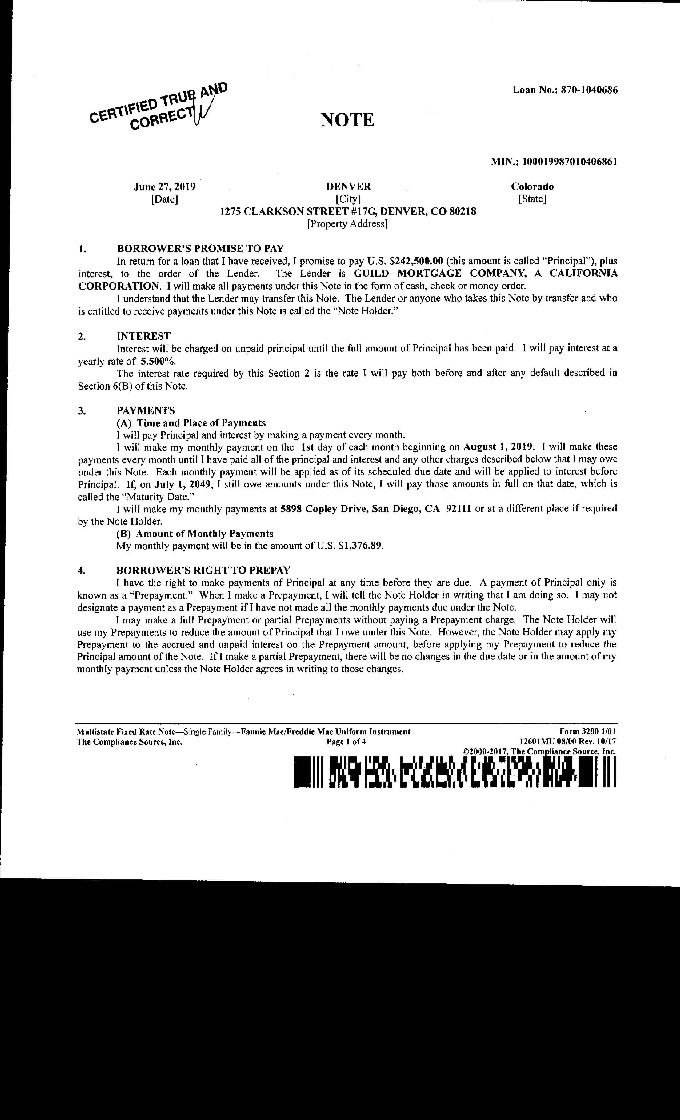 Loan No.: 870-1040686
CERTIFIED TRUE AND
CORRECT
NOTE
MIN.: 100019987010406861
June 27, 2019 DENVER Colorado
[Date] [City] [State]
1275 CLARKSON STREET #17G, DENVER, CO 80218
[Property Address]
1. BORROWER'S PROMISE TO PAY
In return for a loan that I have received, I promise to pay U.S. $242,500.00 (this amount is called "Principal"), plus
interest, to the order of the Lender. The Lender is GUILD MORTGAGE COMPANY, A CALIFORNIA
CORPORATION. I will make all payments under this Note in the form of cash, check or money order.
I understand that the Lender may transfer this Note. The Lender or anyone who takes this Note by transfer and who
is entitled to receive payments under this Note is called the "Note Holder."
2. INTEREST
Interest will be charged on unpaid principal until the full amount of Principal has been paid. I will pay interest at a
yearly rate of 5.500%.
The interest rate required by this Section 2 is the rate I will pay both before and after any default described in
Section 6(B) of this Note.
3. PAYMENTS
(A) Time and Place of Payments
I will pay Principal and interest by making a payment every month.
I will make my monthly payment on the 1st day of each month beginning on August 1, 2019. I will make these
payments every month until I have paid all of the principal and interest and any other charges described below that I may owe
under this Note. Each monthly payment will be applied as of its scheduled due date and will be applied to interest before
Principal. If, on July 1, 2049, I still owe amounts under this Note, I will pay those amounts in full on that date, which is
called the "Maturity Date."
I will make my monthly payments at 5898 Copley Drive, San Diego, CA 92111 or at a different place if required
by the Note Holder.
(B) Amount of Monthly Payments
My monthly payment will be in the amount of U.S. $1,376.89.
4. BORROWER'S RIGHT TO PREPAY
I have the right to make payments of Principal at any time before they are due. A payment of Principal only is
known as a "Prepayment." When I make a Prepayment, I will tell the Note Holder in writing that I am doing so. I may not
designate a payment as a Prepayment if I have not made all the monthly payments due under the Note.
I may make a full Prepayment or partial Prepayments without paying a Prepayment charge. The Note Holder will
use my Prepayments to reduce the amount of Principal that I owe under this Note. However, the Note Holder may apply my
Prepayment to the accrued and unpaid interest on the Prepayment amount, before applying my Prepayment to reduce the
Principal amount of the Note. If I make a partial Prepayment, there will be no changes in the due date or in the amount of my
monthly payment unless the Note Holder agrees in writing to those changes.
Multistate Fixed Rate Note—Single Family—Fannie Mae/Freddie Mac Uniform Instrument Form 3200 1/01
The Compliance Source, Inc. Page 1 of 4 12601MU 08/00 Rev. 10/17
©2000-2017, The Compliance Source, Inc.